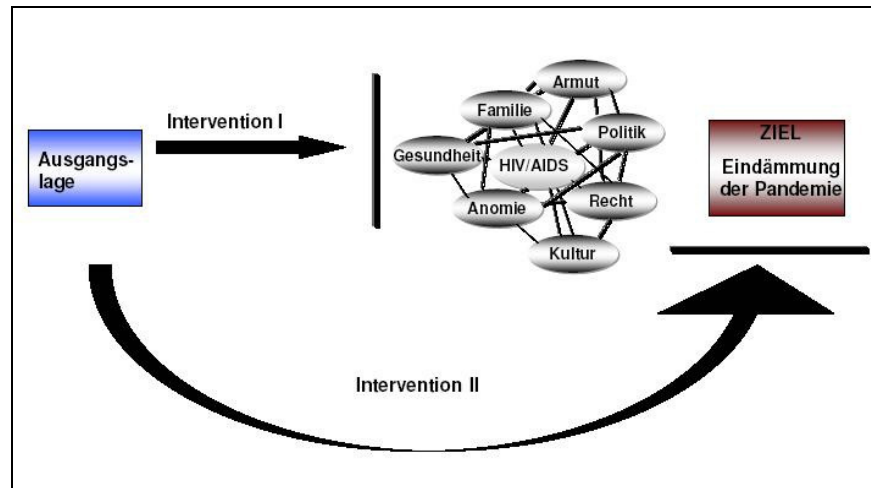 Intervention I
Ausgangs-
lage
Armut
Familie
Politik
Gesundheit
HIV/AIDS
Anomie
Recht
Kultur
ZIEL
Eindämmung
der Pandemie
Intervention II